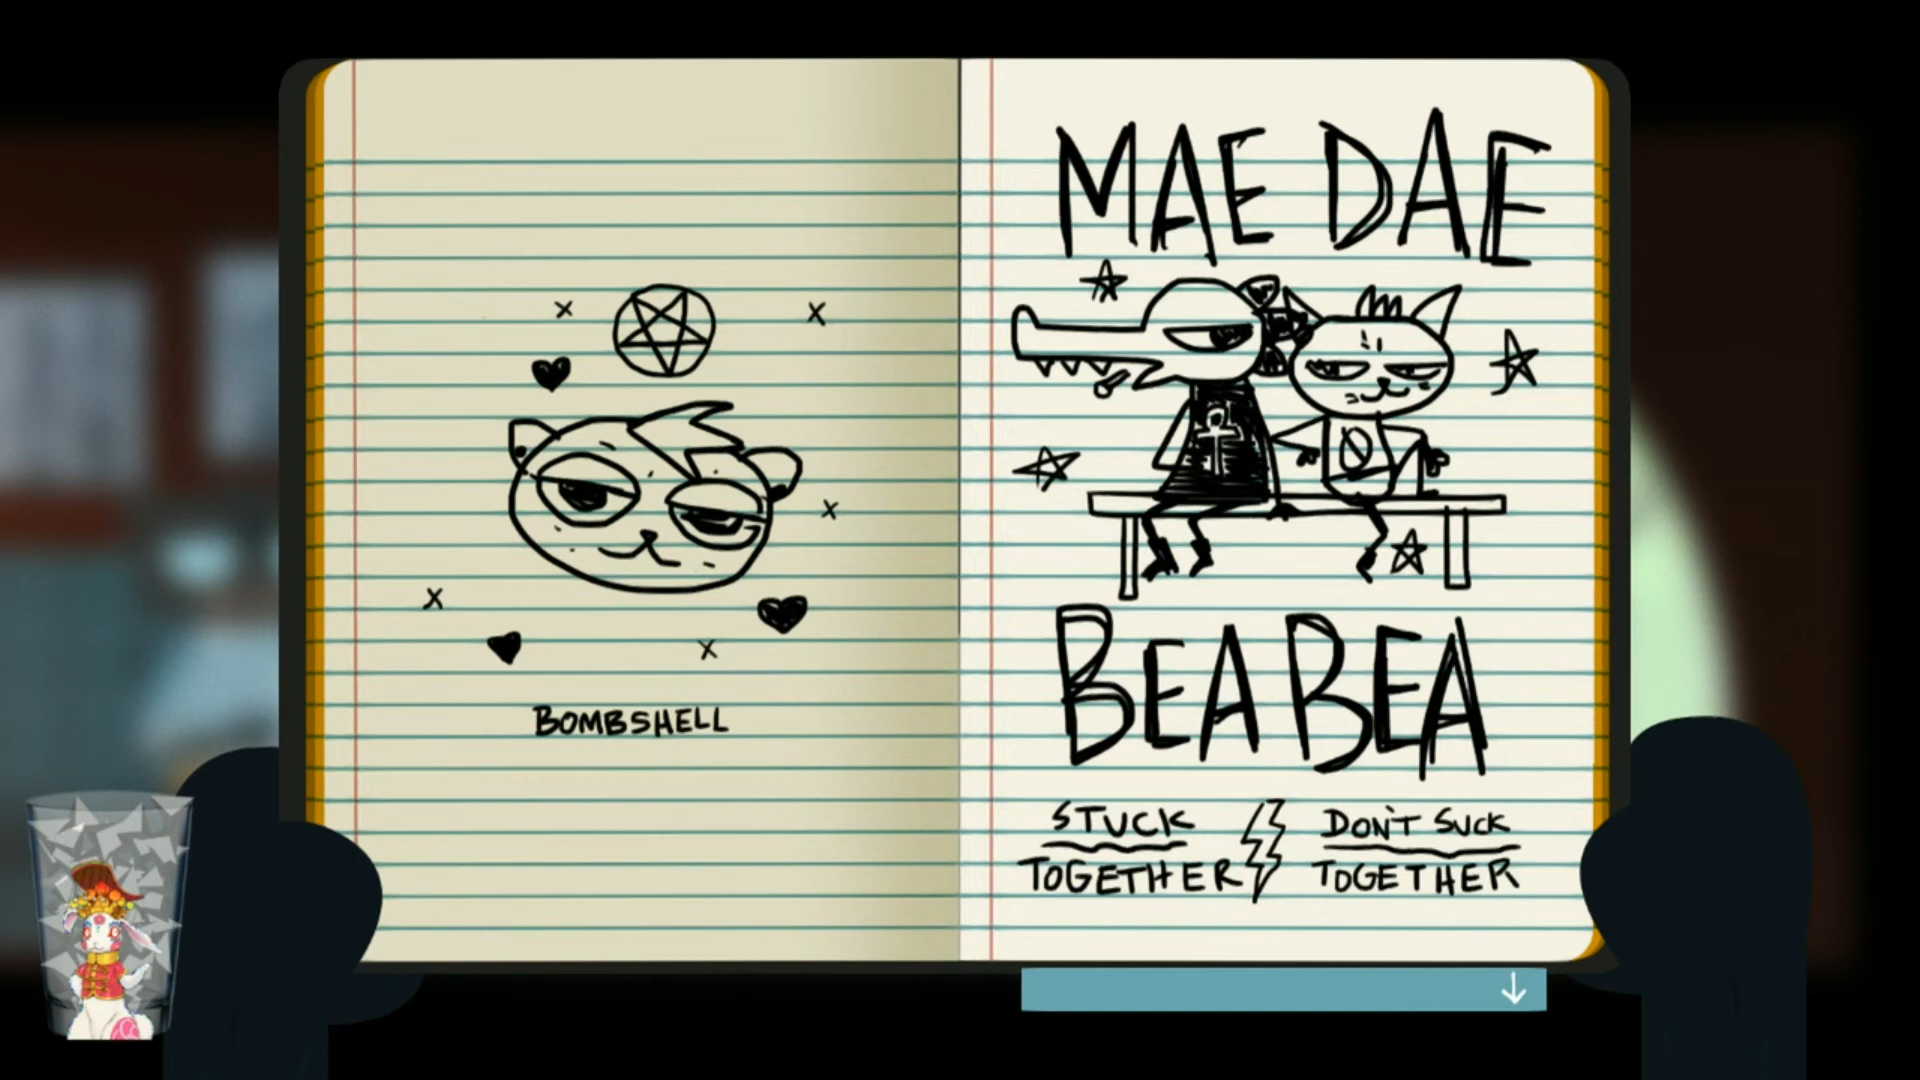 BOMBSHELL
MAE DAE
BEA BEA
STUCK
TOGETHER
DON'T SUCK
TOGETHER